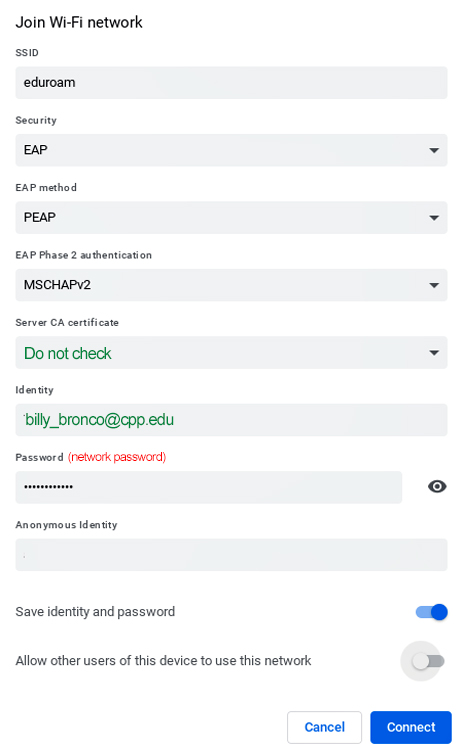 Join Wi-Fi network
SSID
eduroam
Security
EAP
EAP method
PEAP
EAP Phase 2 authentication
MSCHAPv2
Server CA certificate
Do not check
Identity
billy_bronco@cpp.edu
Password (network password)
••••••••••••
Anonymous Identity
Save identity and password
Allow other users of this device to use this network
Cancel Connect